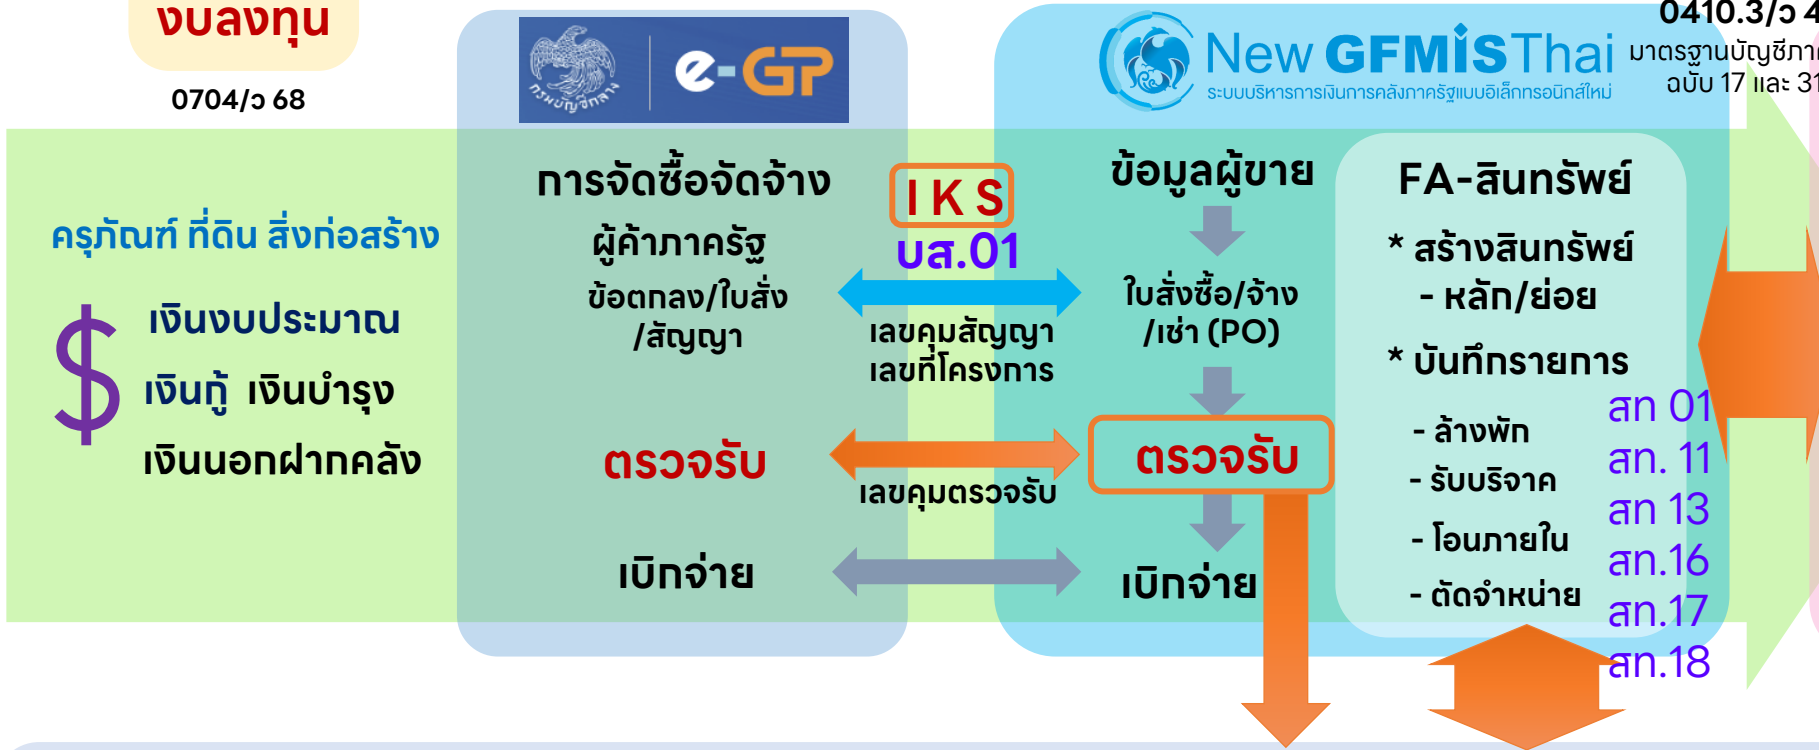 งบลงทุน
0704/ว 68
ครุภัณฑ์ ที่ดิน สิ่งก่อสร้าง
$
เงินงบประมาณ
เงินกู้ เงินบำรุง
เงินนอกฝากคลัง
กรมบัญชีกลาง
e-GP
การจัดซื้อจัดจ้าง
ผู้ค้าภาครัฐ
ข้อตกลง/ใบสั่ง
/สัญญา
ตรวจรับ
เบิกจ่าย
I K S
บส.01
เลขคุมสัญญา
เลขที่โครงการ
เลขคุมตรวจรับ
New GFMiS Thai
ระบบบริหารการเงินการคลังภาครัฐแบบอิเล็กทรอนิกส์ใหม่
0410.3/ว 4
มาตรฐานบัญชีภา
ฉบับ 17 และ 31
ข้อมูลผู้ขาย
ใบสั่งซื้อ/จ้าง
/เช่า (PO)
ตรวจรับ
เบิกจ่าย
FA-สินทรัพย์
* สร้างสินทรัพย์
- หลัก/ย่อย
* บันทึกรายการ
- ล้างพัก
- รับบริจาค
- โอนภายใน
- ตัดจำหน่าย
สท 01
สท. 11
สท 13
สท.16
สท.17
สท.18